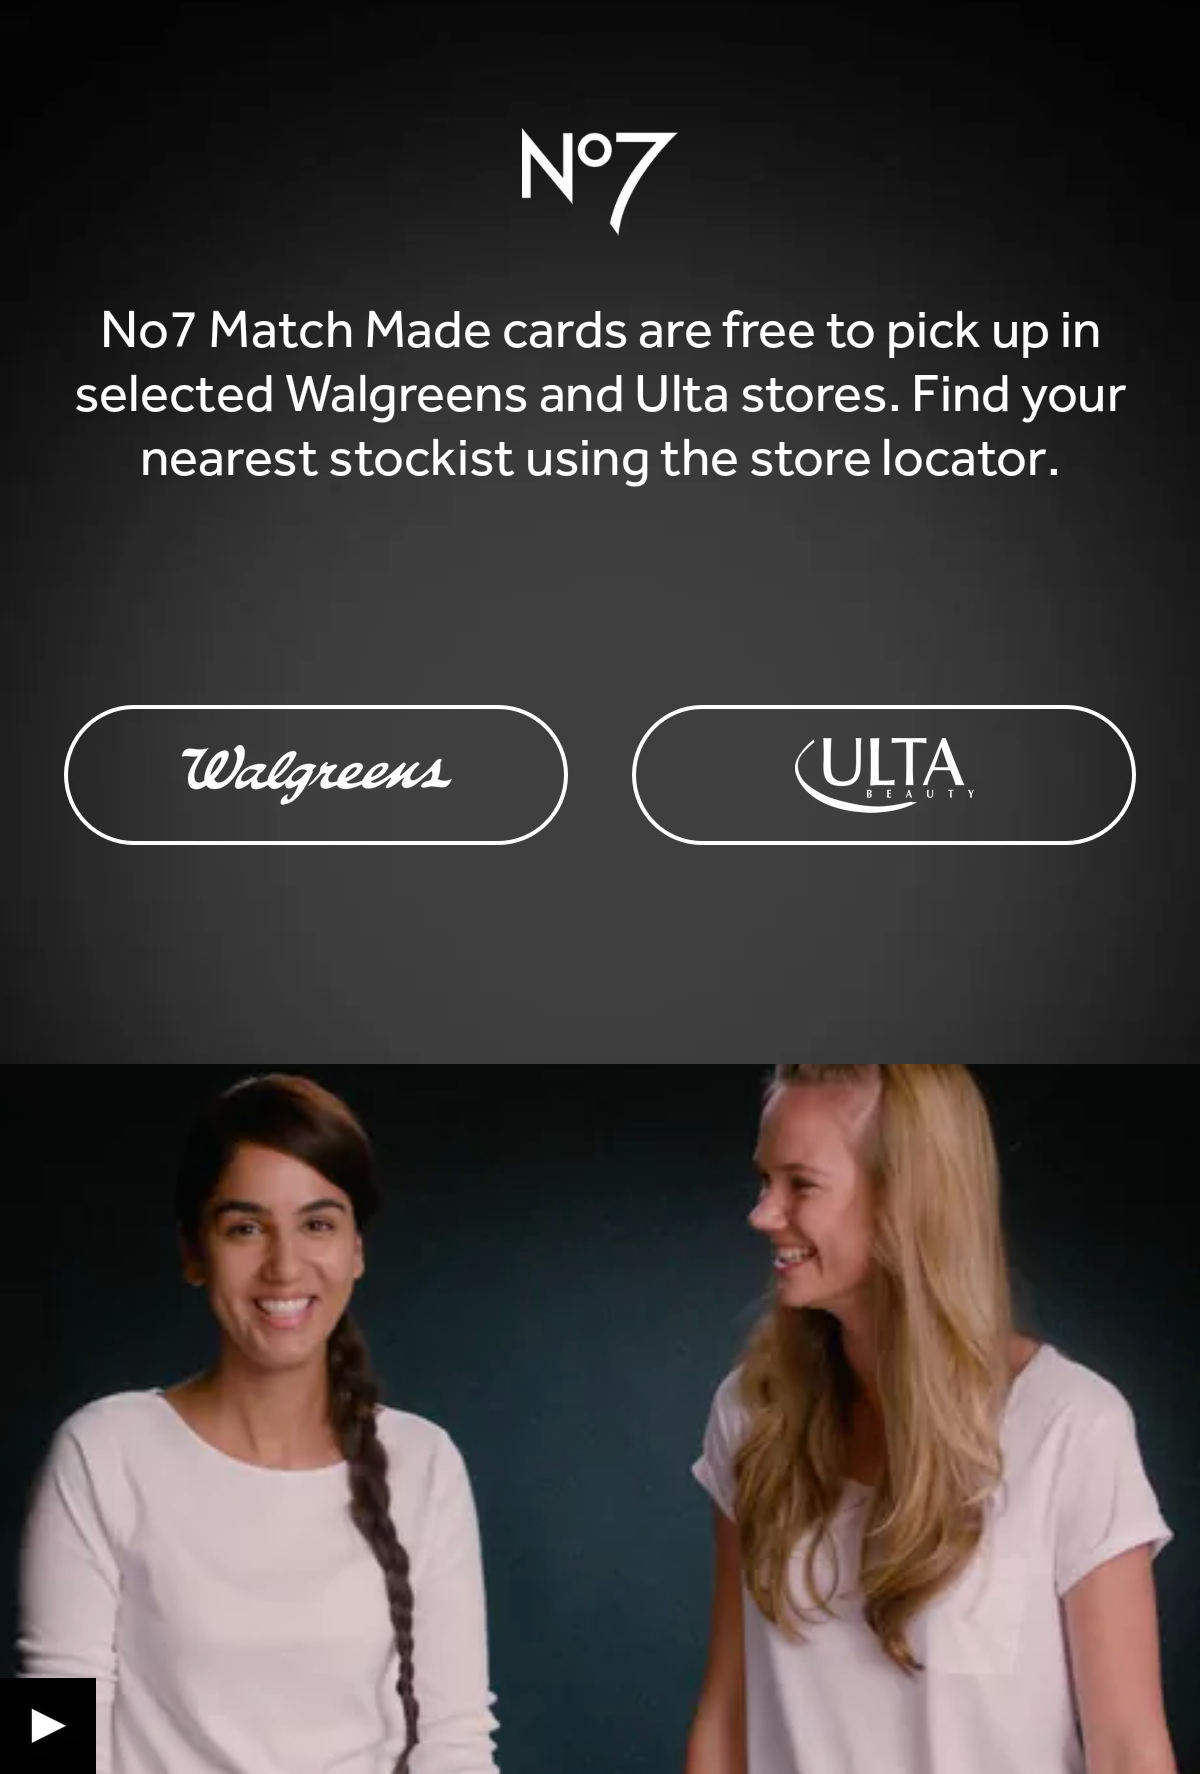 No7
No7 Match Made cards are free to pick up in
selected Walgreens and Ulta stores. Find your
nearest stockist using the store locator.
Walgreens
ULTA
BEAUTY